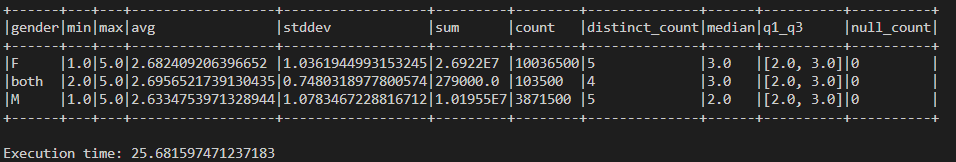 +------+---+---+------------------+------------------+---------+--------+--------------+------+----------+----------+
|gender|min|max|avg               |stddev            |sum      |count   |distinct_count|median|q1_q3     |null_count|
+------+---+---+------------------+------------------+---------+--------+--------------+------+----------+----------+
|F     |1.0|5.0|2.682409206396652 |1.0361944993153245|2.6922E7 |10036500|5             |3.0   |[2.0, 3.0]|0         |
|both  |2.0|5.0|2.6956521739130435|0.7480318977800574|279000.0 |103500  |4             |3.0   |[2.0, 3.0]|0         |
|M     |1.0|5.0|2.6334753971328944|1.0783467228816712|1.01955E7|3871500 |5             |2.0   |[2.0, 3.0]|0         |
+------+---+---+------------------+------------------+---------+--------+--------------+------+----------+----------+
Execution time: 25.681597471237183